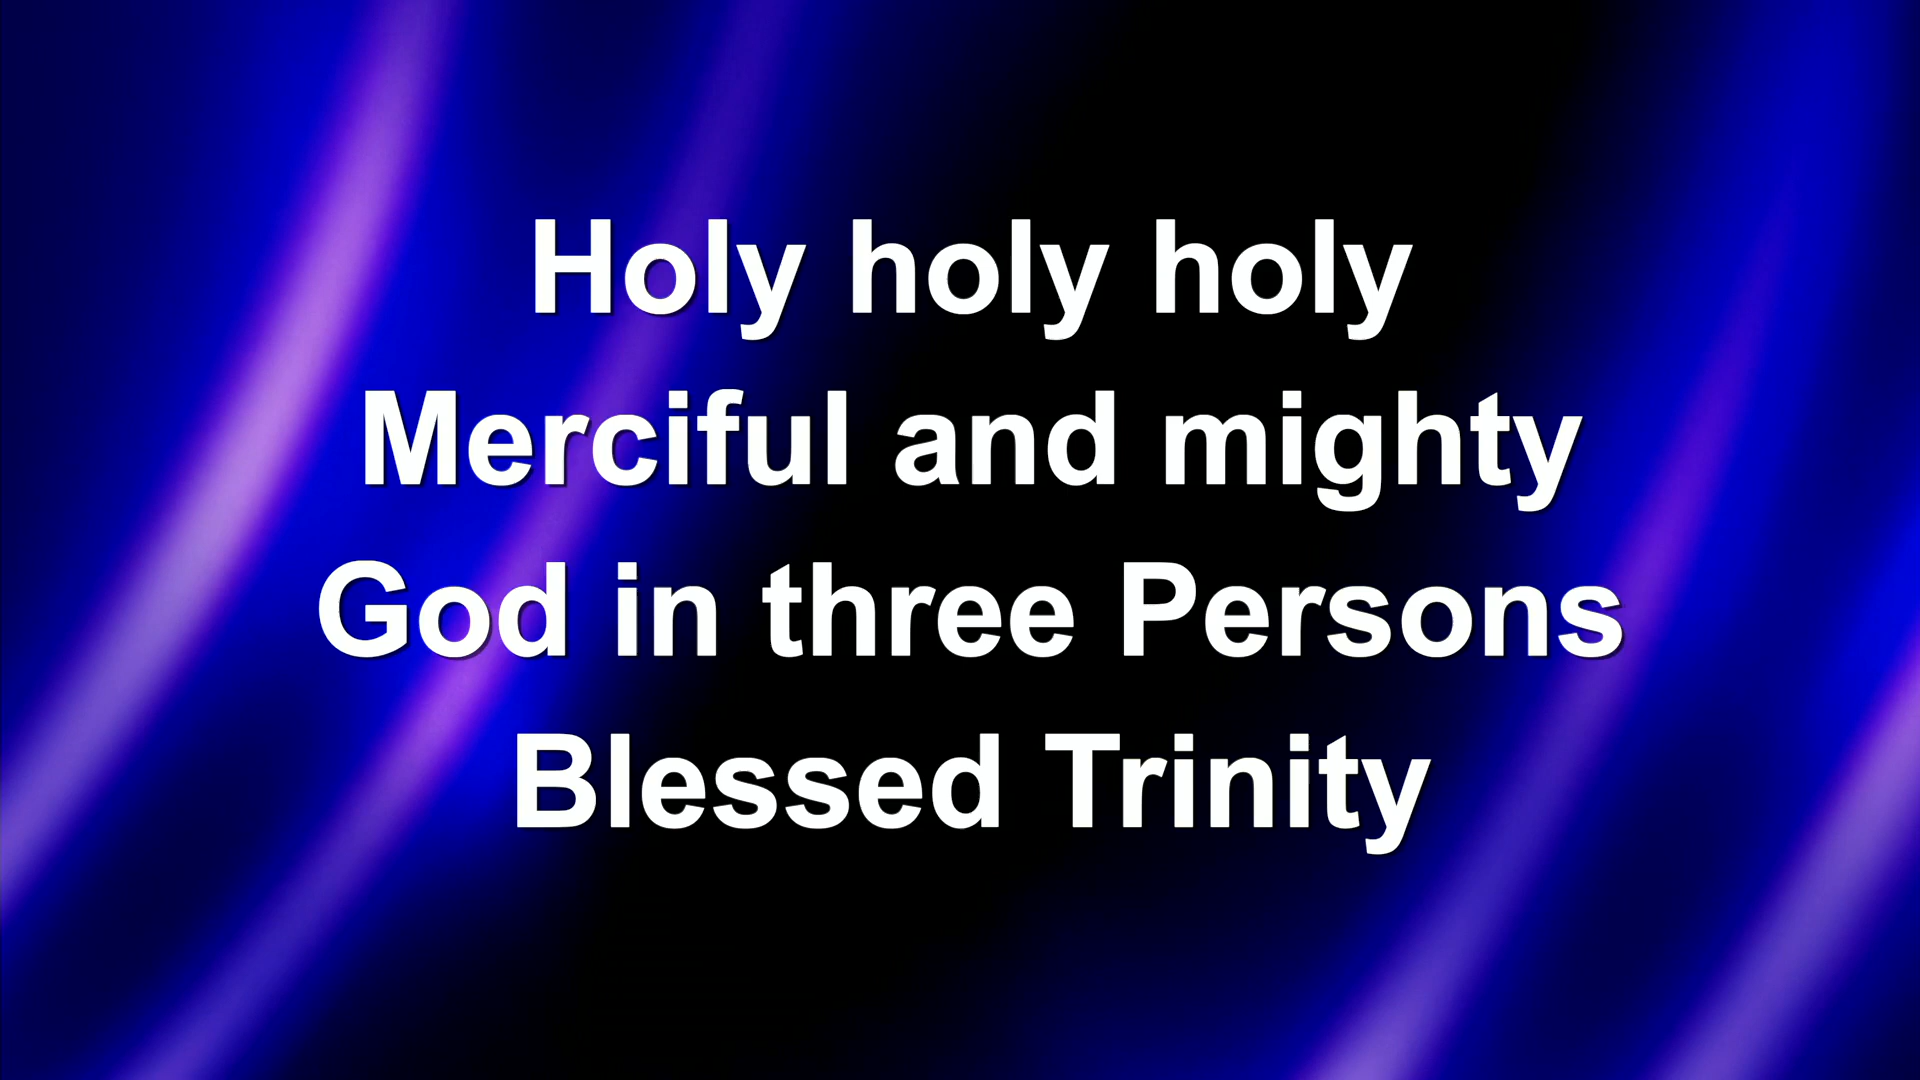 Holy holy holy
Merciful and mighty
God in three Persons
Blessed Trinity